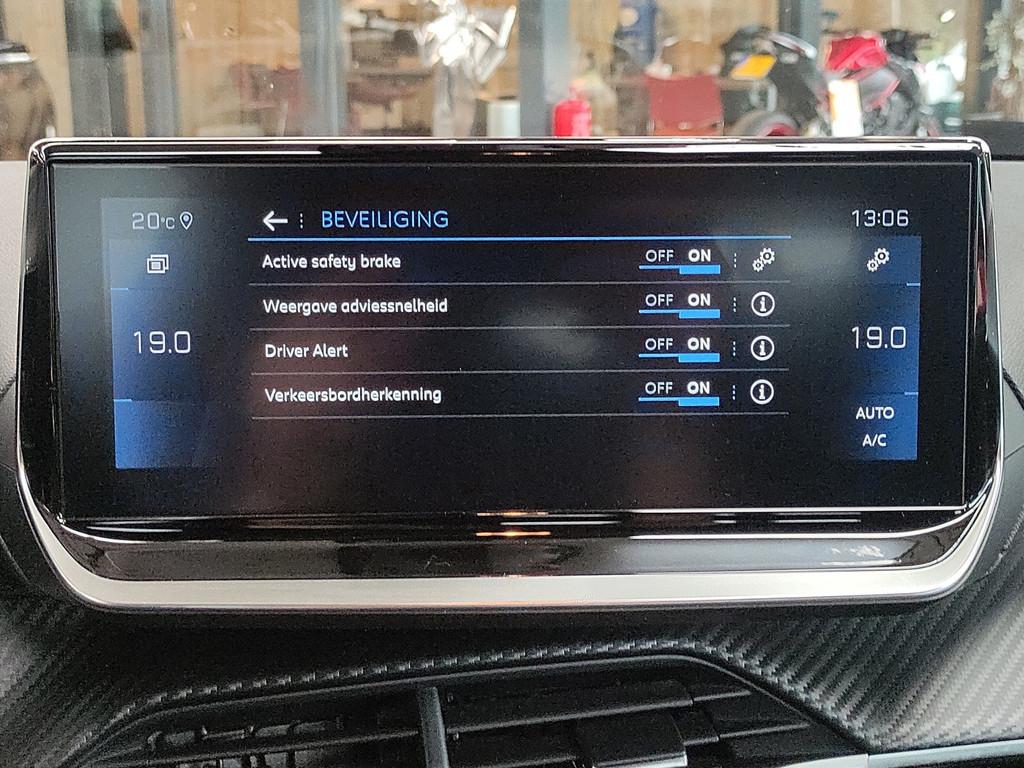 20°C
BEVEILIGING
13:06
Active safety brake OFF ON
Weergave adviessnelheid OFF ON
Driver Alert OFF ON
Verkeersbordherkenning OFF ON
19.0
19.0
AUTO
A/C